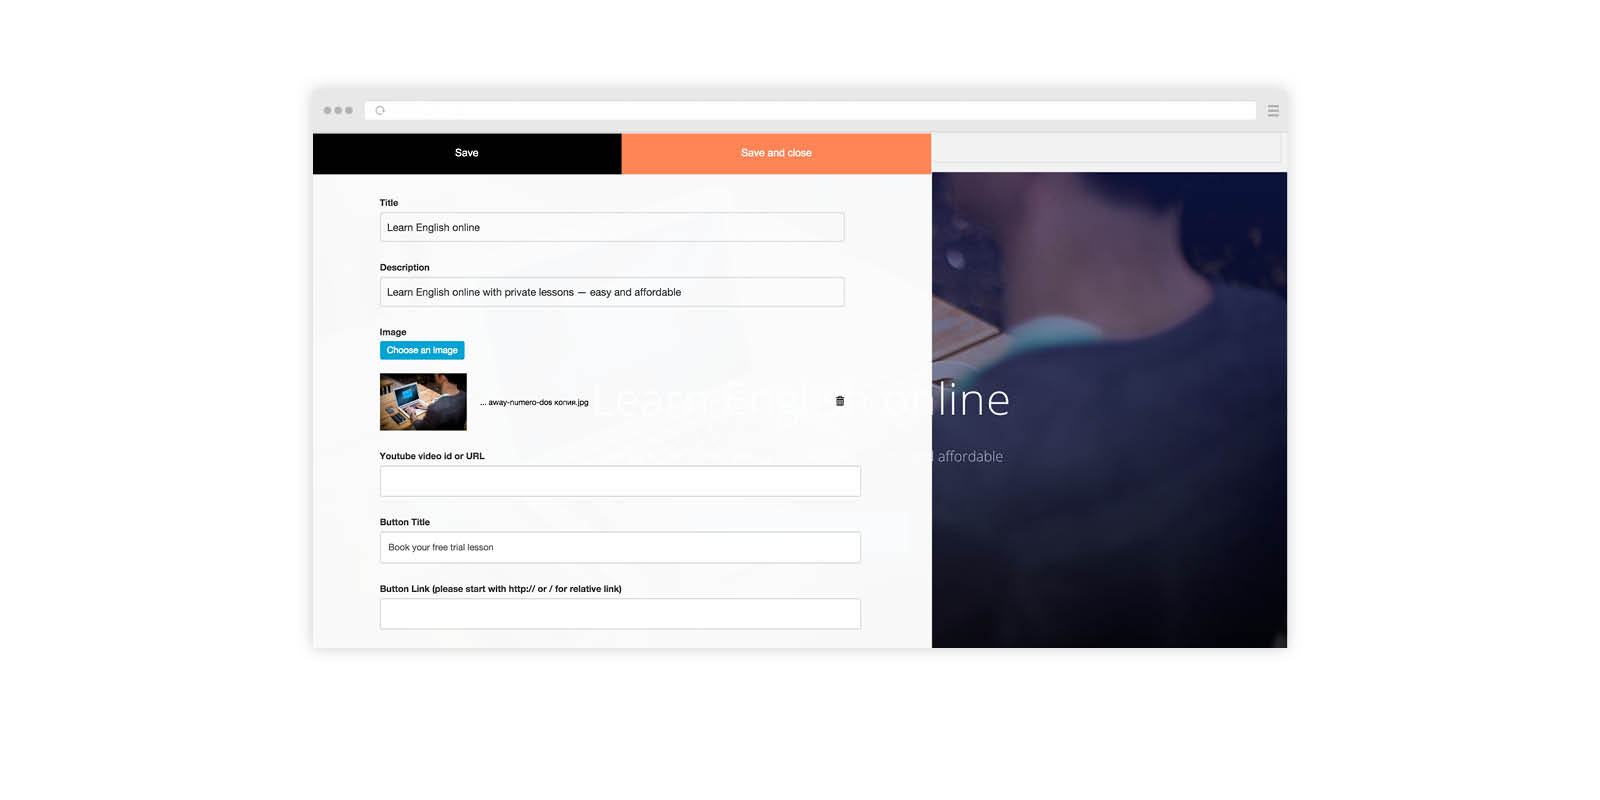 Save
Save and close
Title
Learn English online
Description
Learn English online with private lessons — easy and affordable
Image
Choose an image
... away-numero-dos копия.jpg
Learn English online
affordable
Youtube video id or URL
Button Title
Book your free trial lesson
Button Link (please start with http:// or / for relative link)